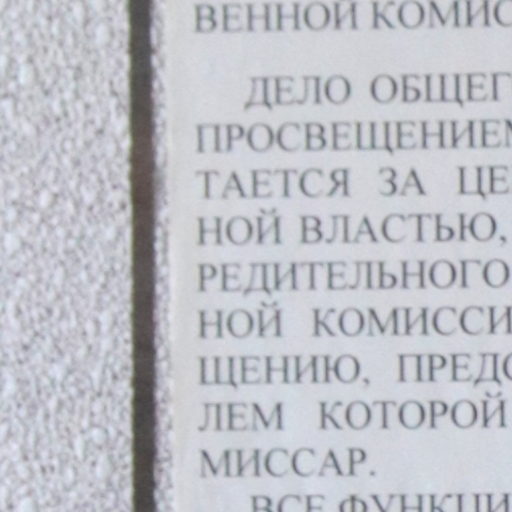 ВЕННОЙ КОМИС
ДЕЛО ОБЩЕГ
ПРОСВЕЩЕНИЕМ
ТАЕТСЯ ЗА ЦЕ
НОЙ ВЛАСТЬЮ,
РЕДИТЕЛЬНОГО
НОЙ КОМИССИ
ЩЕНИЮ, ПРЕДС
ЛЕМ КОТОРОЙ
МИССАР.
ВСЕ ФУНКЦИ